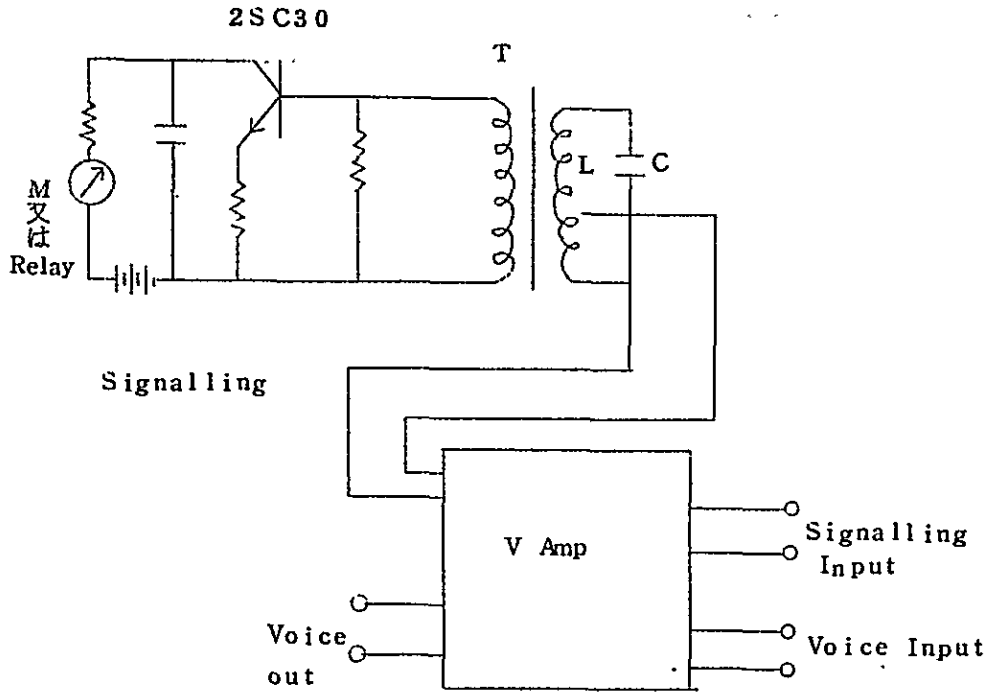 2SC30
T
L
C
M
又は
Relay
Signalling
V Amp
Signalling
Input
Voice
out
Voice Input